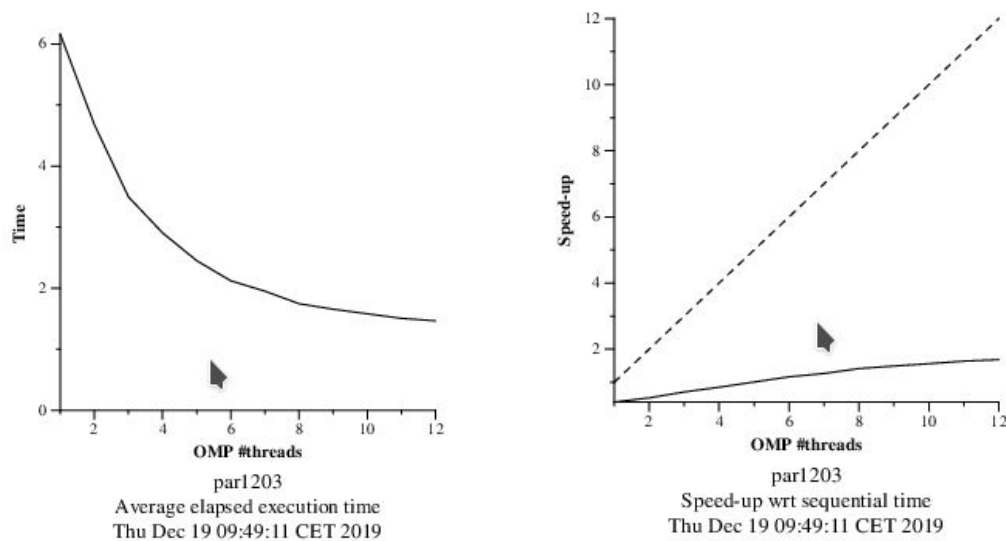 6
4
2
0
Time
2
4
6
8
10
12
OMP #threads
par1203
Average elapsed execution time
Thu Dec 19 09:49:11 CET 2019
12
10
8
6
4
2
Speed-up
2
4
6
8
10
12
OMP #threads
par1203
Speed-up wrt sequential time
Thu Dec 19 09:49:11 CET 2019